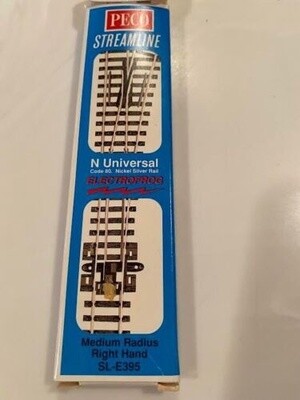 PECO
STREAMLINE
N Universal
Code 80, Nickel Silver Rail
ELECTROFROG
Medium Radius
Right Hand
SL-E395